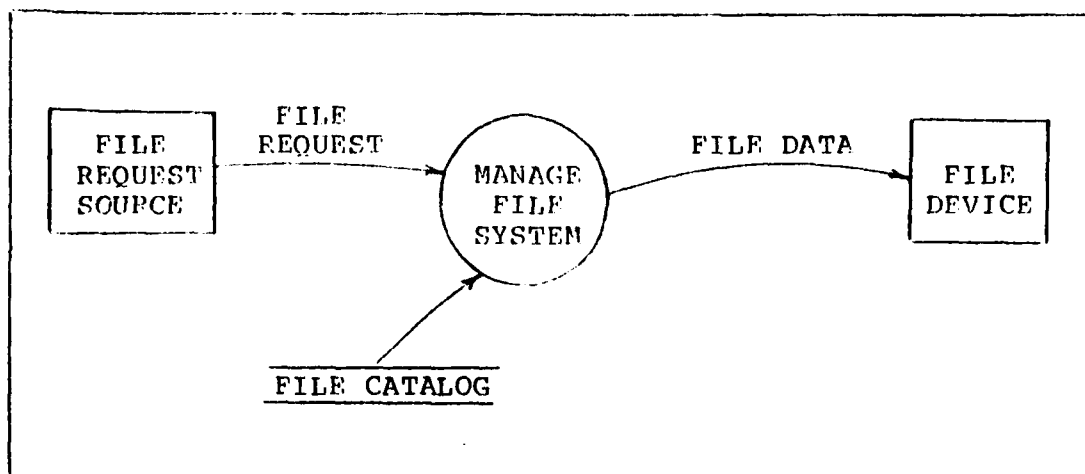 FILE
REQUEST
SOURCE
FILE
REQUEST
MANAGE
FILE
SYSTEM
FILE DATA
FILE
DEVICE
FILE CATALOG